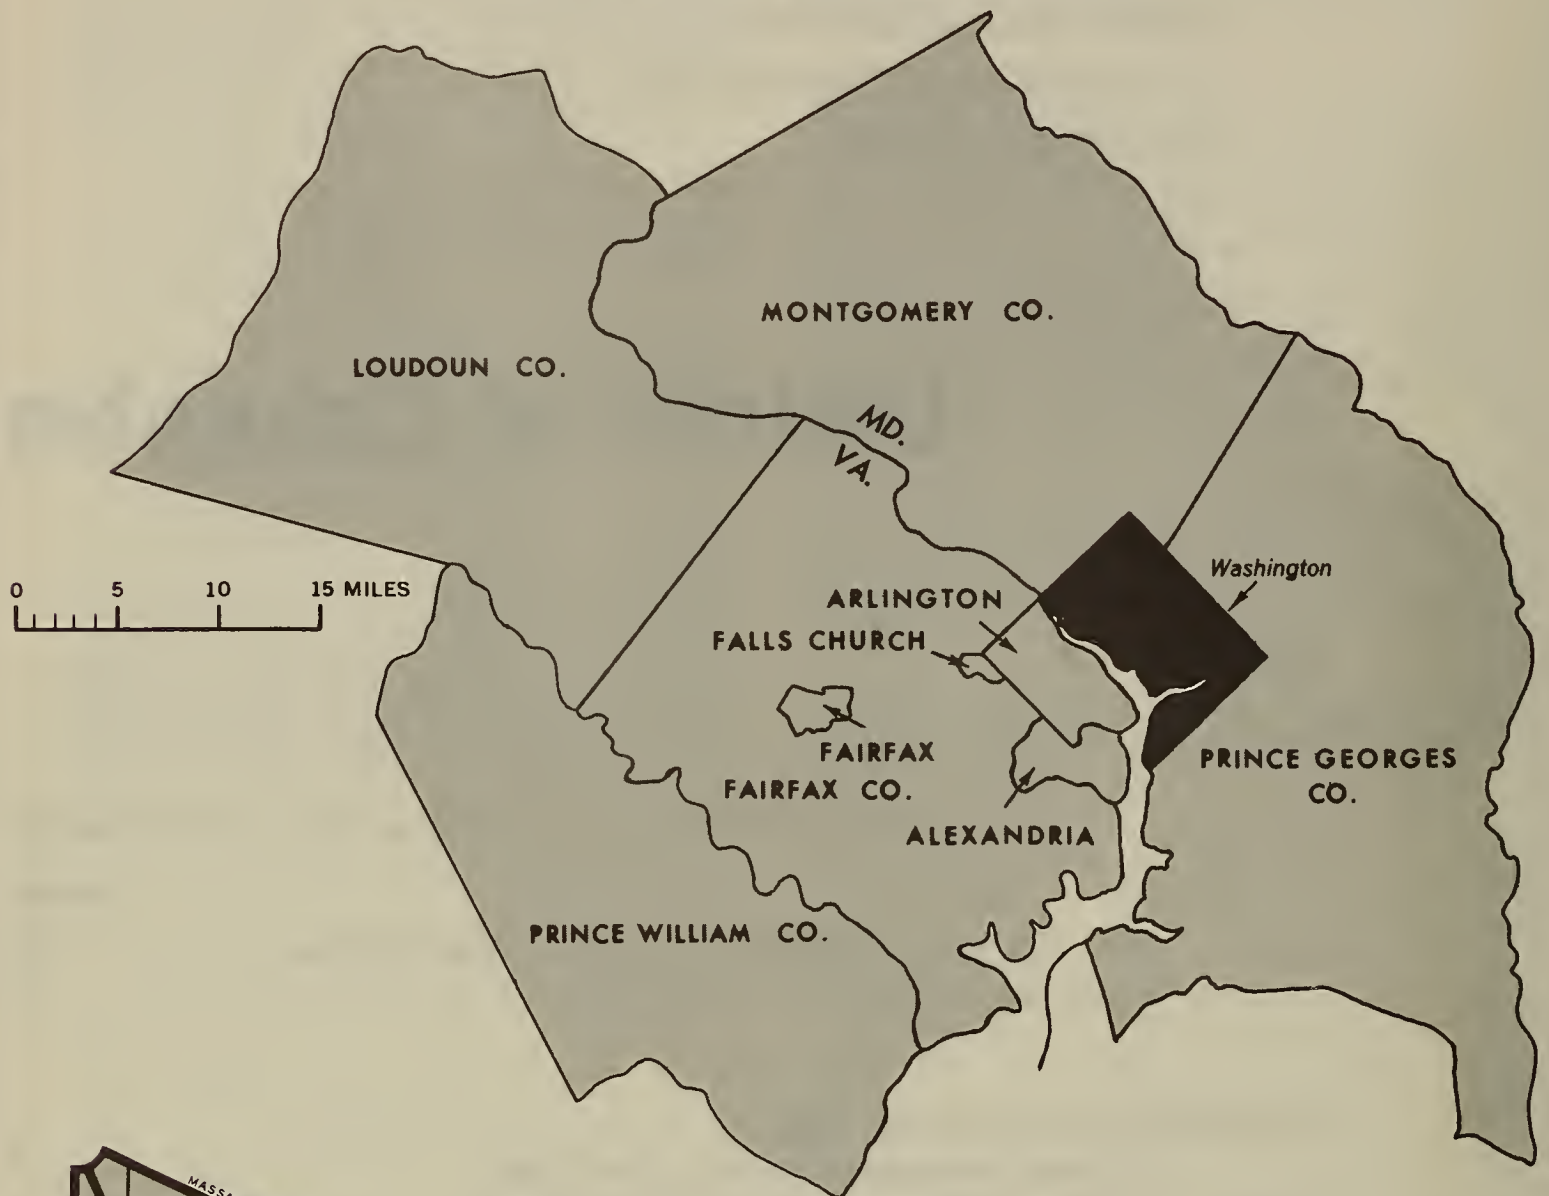 MONTGOMERY CO.
LOUDOUN CO.
MD.
VA.
0 5 10 15 MILES
Washington
ARLINGTON
FALLS CHURCH
FAIRFAX
FAIRFAX CO.
PRINCE GEORGES
CO.
ALEXANDRIA
PRINCE WILLIAM CO.